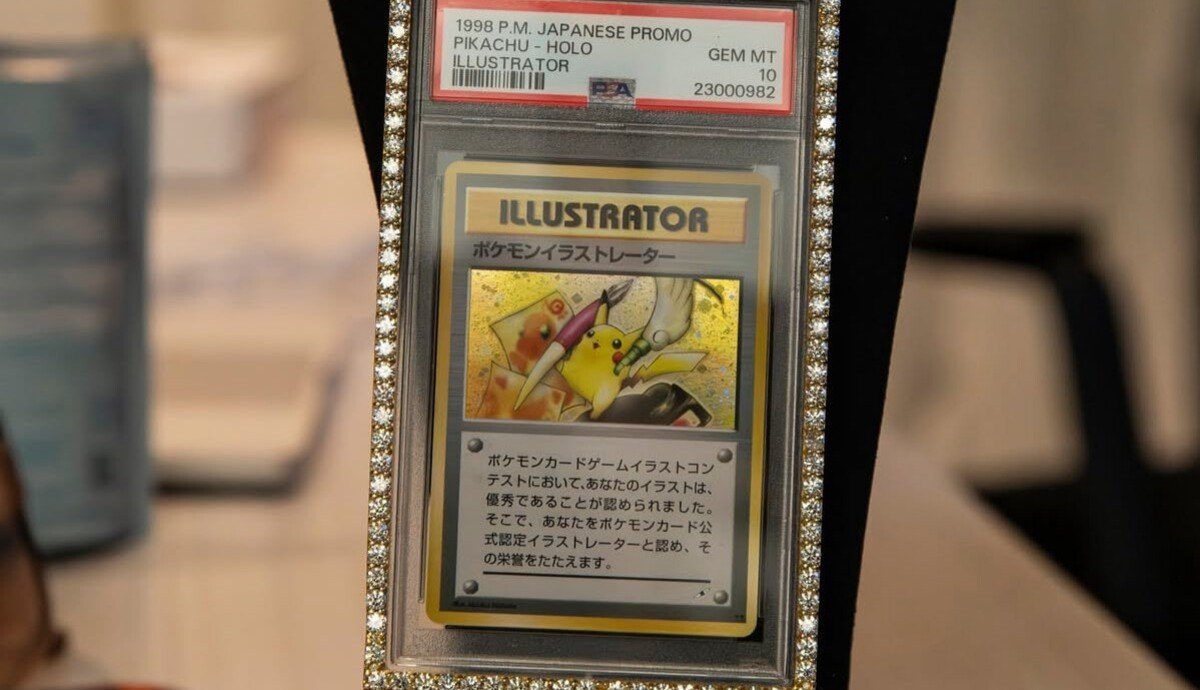 1998 P.M. JAPANESE PROMO
PIKACHU - HOLO
GEM MT
ILLUSTRATOR
10
PSA
23000982
ILLUSTRATOR
ポケモンイラストレーター
ポケモンカードゲームイラストコン
テストにおいて、あなたのイラストは、
優秀であることが認められました。
そこで、あなたをポケモンカード公
式認定イラストレーターと認め、そ
の栄誉をたたえます。